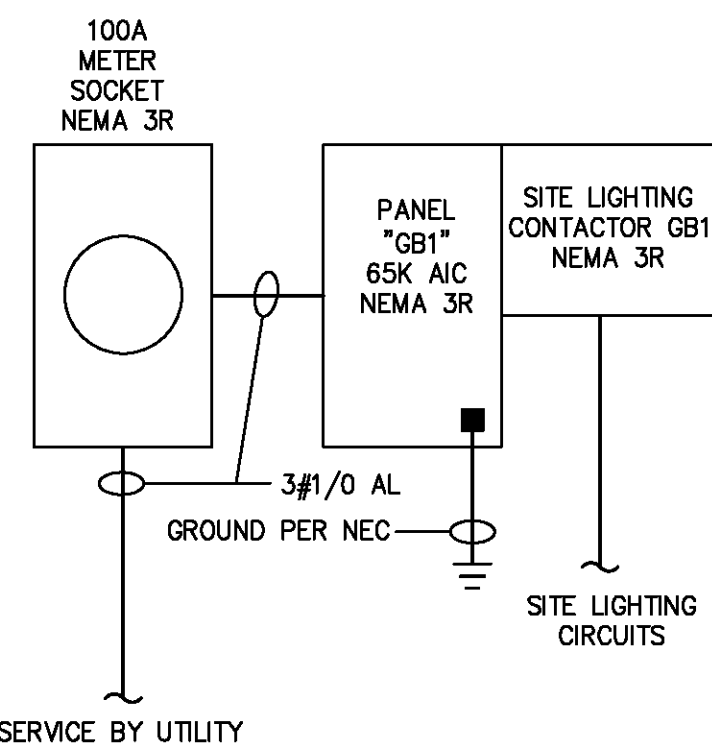 100A
METER
SOCKET
NEMA 3R
PANEL
"GB1"
65K AIC
NEMA 3R
SITE LIGHTING
CONTACTOR GB1
NEMA 3R
3#1/0 AL
GROUND PER NEC
SITE LIGHTING
CIRCUITS
SERVICE BY UTILITY